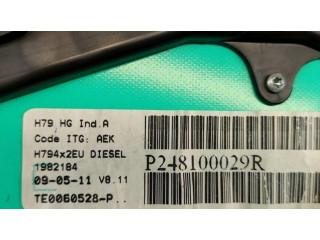 H79 HG Ind.A
Code ITG: AEK
H794x2EU DIESEL
1982184
09-05-11 V8.11
TE0060528-P..
P248100029R